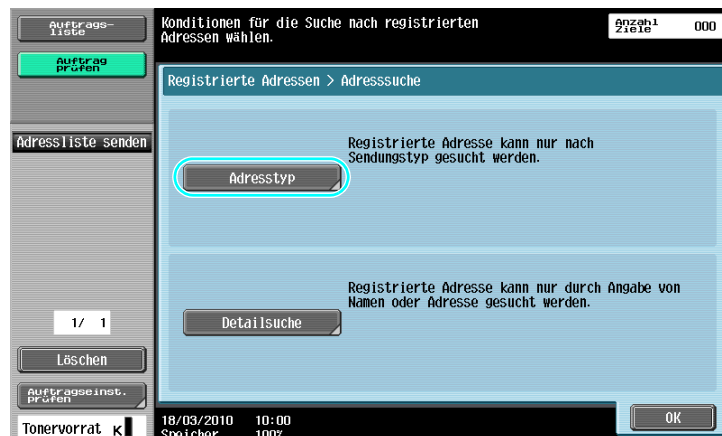 Auftrags-
liste
Auftrag
prüfen
Konditionen für die Suche nach registrierten
Adressen wählen.
Anzahl
Ziele
000
Registrierte Adressen > Adresssuche
Adressliste senden
Registrierte Adresse kann nur nach
Sendungstyp gesucht werden.
Adresstyp
Registrierte Adresse kann nur durch Angabe von
Namen oder Adresse gesucht werden.
Detailsuche
1/ 1
Löschen
Auftragseinst.
prüfen
Tonervorrat K
18/03/2010 10:00
Speicher 100%
OK